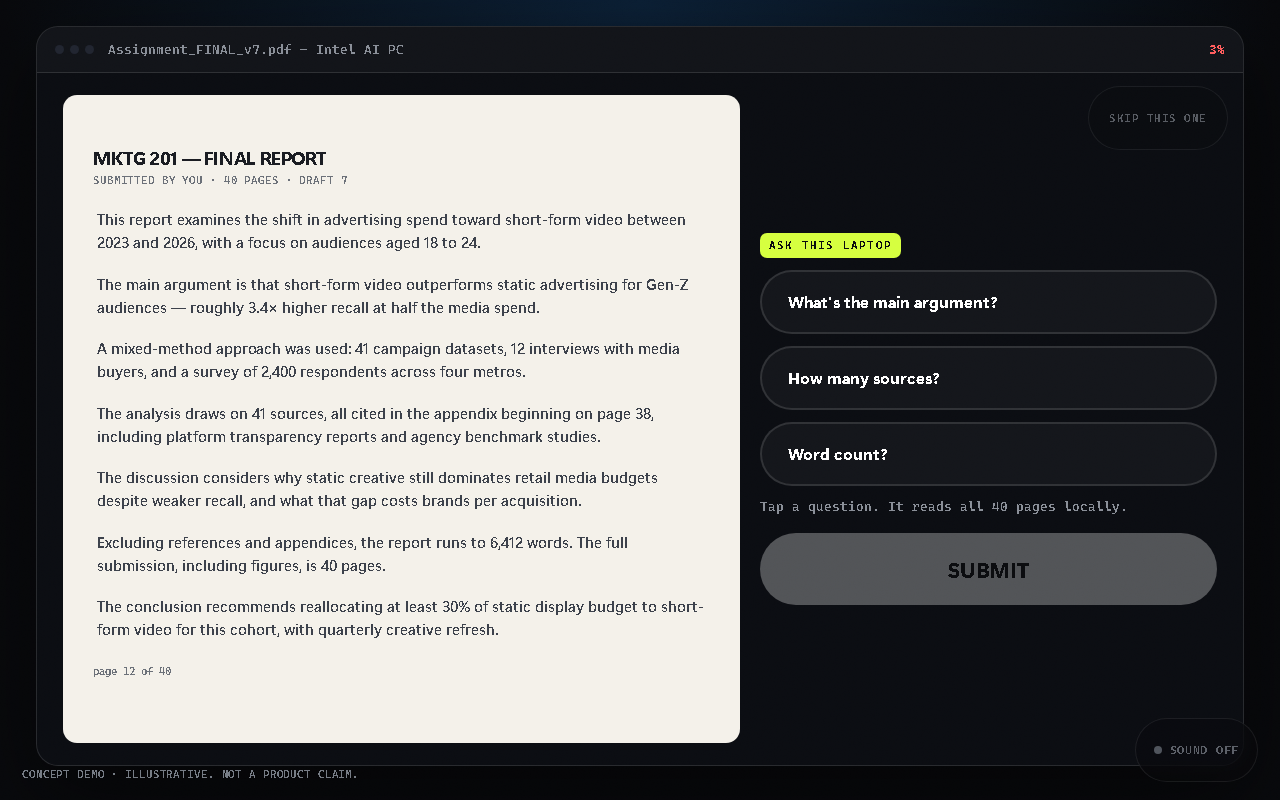 Assignment_FINAL_v7.pdf — Intel AI PC
3%
SKIP THIS ONE
MKTG 201 — FINAL REPORT
SUBMITTED BY YOU · 40 PAGES · DRAFT 7
This report examines the shift in advertising spend toward short-form video between
2023 and 2026, with a focus on audiences aged 18 to 24.
The main argument is that short-form video outperforms static advertising for Gen-Z
audiences — roughly 3.4× higher recall at half the media spend.
A mixed-method approach was used: 41 campaign datasets, 12 interviews with media
buyers, and a survey of 2,400 respondents across four metros.
The analysis draws on 41 sources, all cited in the appendix beginning on page 38,
including platform transparency reports and agency benchmark studies.
The discussion considers why static creative still dominates retail media budgets
despite weaker recall, and what that gap costs brands per acquisition.
Excluding references and appendices, the report runs to 6,412 words. The full
submission, including figures, is 40 pages.
The conclusion recommends reallocating at least 30% of static display budget to short-
form video for this cohort, with quarterly creative refresh.
page 12 of 40
ASK THIS LAPTOP
What's the main argument?
How many sources?
Word count?
Tap a question. It reads all 40 pages locally.
SUBMIT
SOUND OFF
CONCEPT DEMO · ILLUSTRATIVE. NOT A PRODUCT CLAIM.